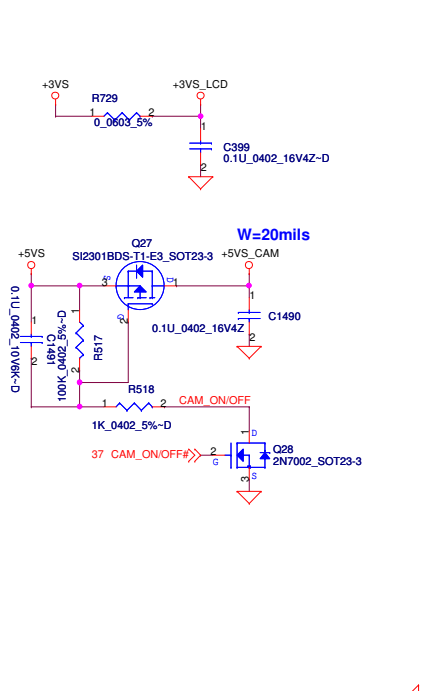 +3VS
+3VS_LCD
R729
1
2
0_0603_5%
1
C399
0.1U_0402_16V4Z~D
2
W=20mils
Q27
+5VS
SI2301BDS-T1-E3_SOT23-3
+5VS_CAM
S
D
3
1
G
2
1
C1491
0.1U_0402_10V6K~D
2
1
R517
100K_0402_5%~D
2
1
C1490
0.1U_0402_16V4Z
2
R518
1
2
CAM_ON/OFF
1K_0402_5%~D
1
D
37 CAM_ON/OFF#
2
G
Q28
2N7002_SOT23-3
3
S